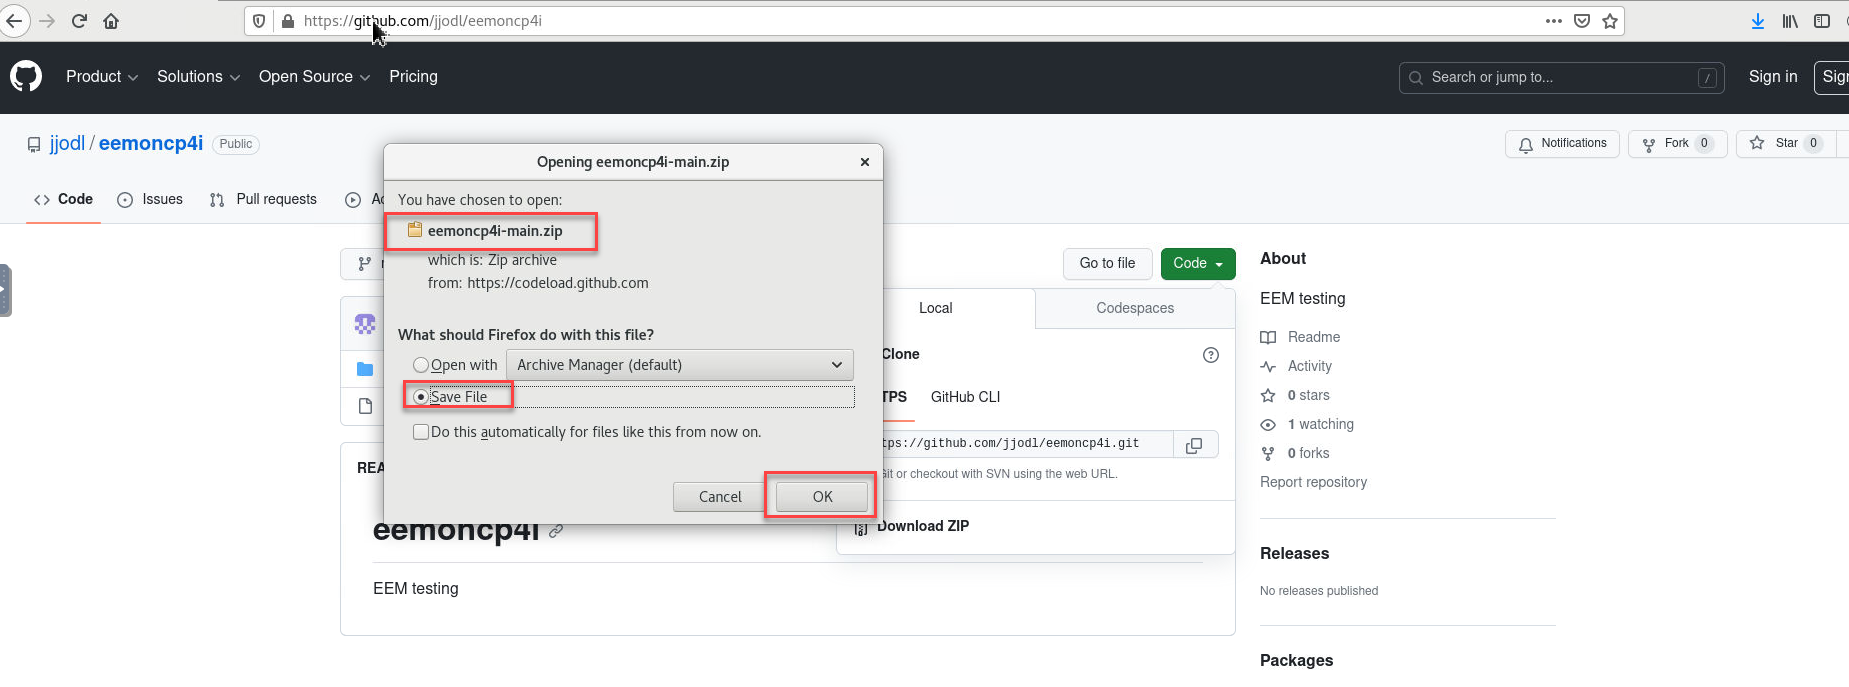 https://github.com/jjodl/eemoncp4i
Product Solutions Open Source Pricing
Search or jump to... /
Sign in
jjodl / eemoncp4i Public
Notifications
Fork 0
Star 0
Code
Issues
Pull requests
Opening eemoncp4i-main.zip
You have chosen to open:
eemoncp4i-main.zip
which is: Zip archive
from: https://codeload.github.com
What should Firefox do with this file?
Open with Archive Manager (default)
Save File
Do this automatically for files like this from now on.
Cancel OK
Go to file
Code
Local
Codespaces
Clone
TPS
GitHub CLI
tps://github.com/jjodl/eemoncp4i.git
Git or checkout with SVN using the web URL.
Download ZIP
REA
eemoncp4i
EEM testing
About
EEM testing
Readme
Activity
0 stars
1 watching
0 forks
Report repository
Releases
No releases published
Packages